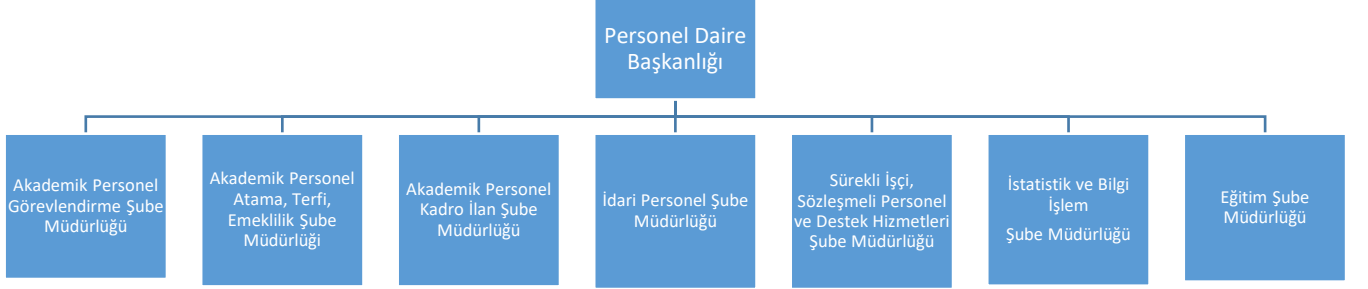 Personel Daire
Başkanlığı
Akademik Personel
Görevlendirme Şube
Müdürlüğü
Akademik Personel
Atama, Terfi,
Emeklilik Şube
Müdürlüği
Akademik Personel
Kadro İlan Şube
Müdürlüğü
İdari Personel Şube
Müdürlüğü
Sürekli İşçi,
Sözleşmeli Personel
ve Destek Hizmetleri
Şube Müdürlüğü
İstatistik ve Bilgi
İşlem
Şube Müdürlüğü
Eğitim Şube
Müdürlüğü